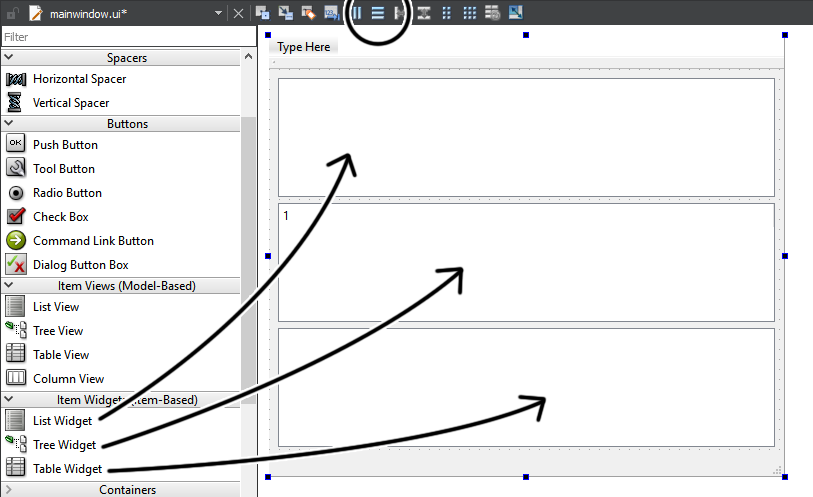 mainwindow.ui*
Filter
Type Here
Spacers
Horizontal Spacer
Vertical Spacer
Buttons
OK
Push Button
Tool Button
Radio Button
Check Box
Command Link Button
Dialog Button Box
Item Views (Model-Based)
List View
Tree View
Table View
Column View
Item Widgets (Item-Based)
List Widget
Tree Widget
Table Widget
Containers
1